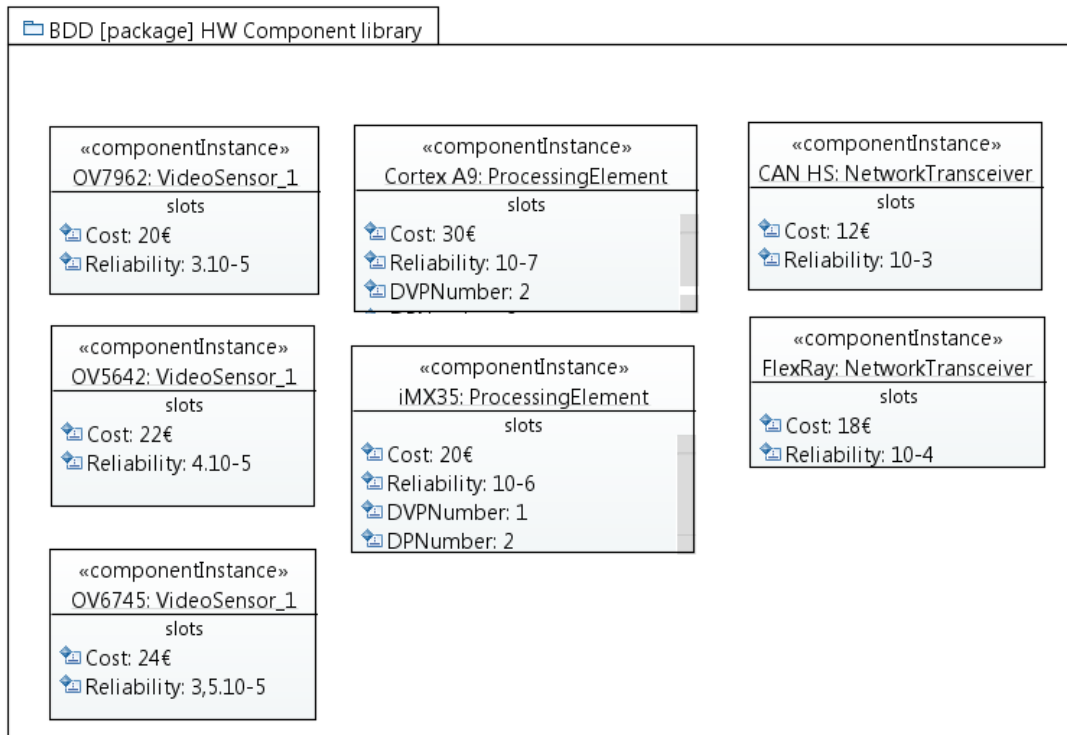 BDD [package] HW Component library
«componentInstance»
OV7962: VideoSensor_1
slots
Cost: 20€
Reliability: 3.10-5
«componentInstance»
Cortex A9: ProcessingElement
slots
Cost: 30€
Reliability: 10-7
DVPNumber: 2
«componentInstance»
CAN HS: NetworkTransceiver
slots
Cost: 12€
Reliability: 10-3
«componentInstance»
OV5642: VideoSensor_1
slots
Cost: 22€
Reliability: 4.10-5
«componentInstance»
iMX35: ProcessingElement
slots
Cost: 20€
Reliability: 10-6
DVPNumber: 1
DPNumber: 2
«componentInstance»
FlexRay: NetworkTransceiver
slots
Cost: 18€
Reliability: 10-4
«componentInstance»
OV6745: VideoSensor_1
slots
Cost: 24€
Reliability: 3,5.10-5